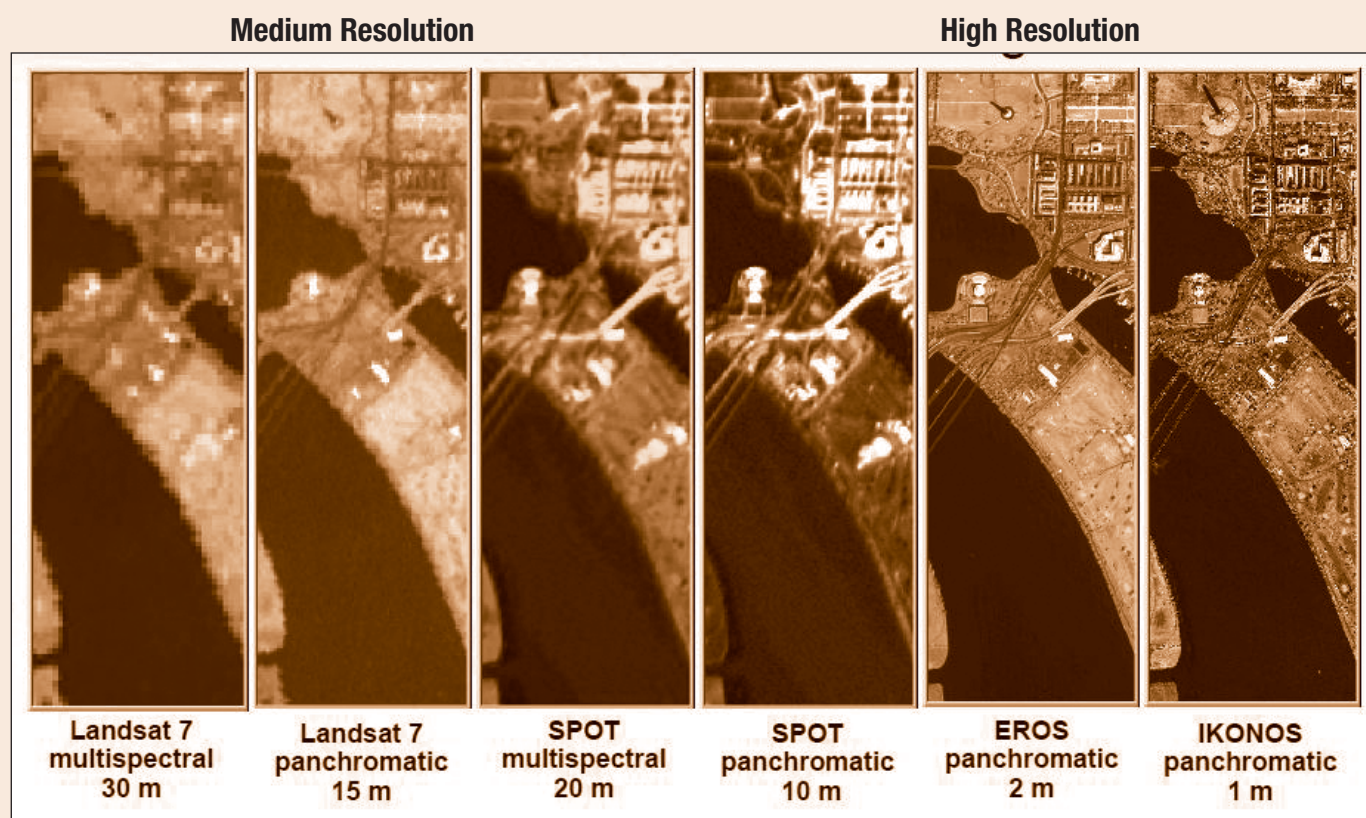 Medium Resolution
High Resolution
Landsat 7
multispectral
30 m
Landsat 7
panchromatic
15 m
SPOT
multispectral
20 m
SPOT
panchromatic
10 m
EROS
panchromatic
2 m
IKONOS
panchromatic
1 m